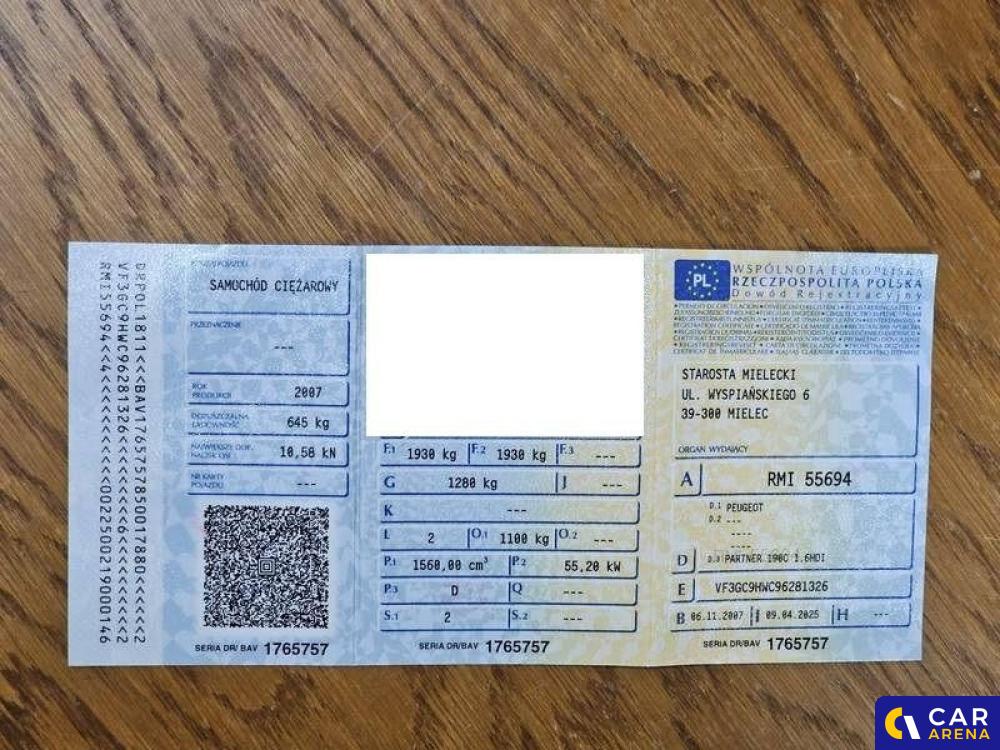 DRPOL1811<<BAV1765757850017880<<<<<2
VF3GC9HWC96281326<<<<<<<6<<<<<<<<2
RMI55694<4<<<<<<<<<<<<0022500219000146
RODZAJ POJAZDU
SAMOCHÓD CIĘŻAROWY
PRZEZNACZENIE
---
ROK PRODUKCJI
2007
DOPUSZCZALNA ŁADOWNOŚĆ
645 kg
NAJWIĘKSZY DOP. NACISK OSI
10,58 kN
NR KARTY POJAZDU
---
SERIA DR/BAV 1765757
F.1 1930 kg F.2 1930 kg F.3 ---
G 1280 kg J ---
K ---
L 2 O.1 1100 kg O.2 ---
P.1 1560,00 cm³ P.2 55,20 kW
P.3 D Q ---
S.1 2 S.2 ---
SERIA DR/BAV 1765757
PL
WSPÓLNOTA EUROPEJSKA
RZECZPOSPOLITA POLSKA
Dowód Rejestracyjny
STAROSTA MIELECKI
UL. WYSPIAŃSKIEGO 6
39-300 MIELEC
ORGAN WYDAJĄCY
A RMI 55694
D.1 PEUGEOT
D.2 ---
----
----
D D.3 PARTNER 190C 1.6HDI
E VF3GC9HWC96281326
B 06.11.2007 I 09.04.2025 H ---
SERIA DR/BAV 1765757
CAR
ARENA